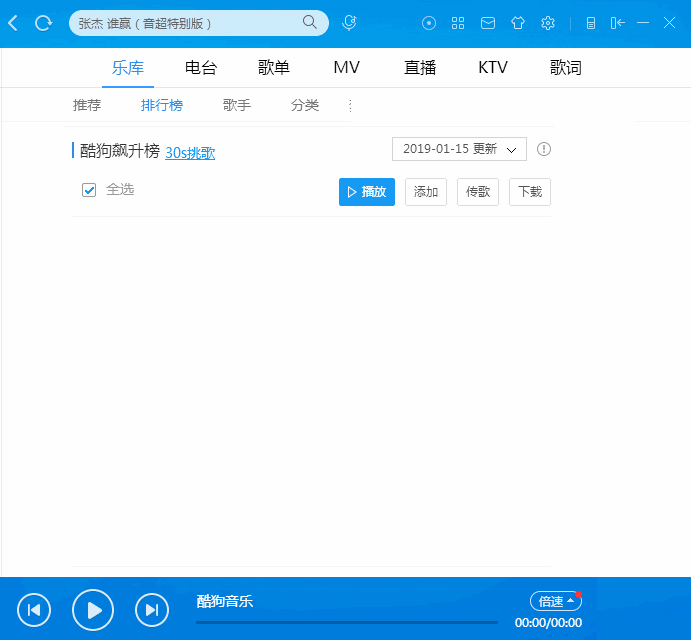 张杰 谁赢（音超特别版）
乐库 电台 歌单 MV 直播 KTV 歌词
推荐 排行榜 歌手 分类
酷狗飙升榜 30s挑歌 2019-01-15 更新
全选 播放 添加 传歌 下载
酷狗音乐 倍速
00:00/00:00